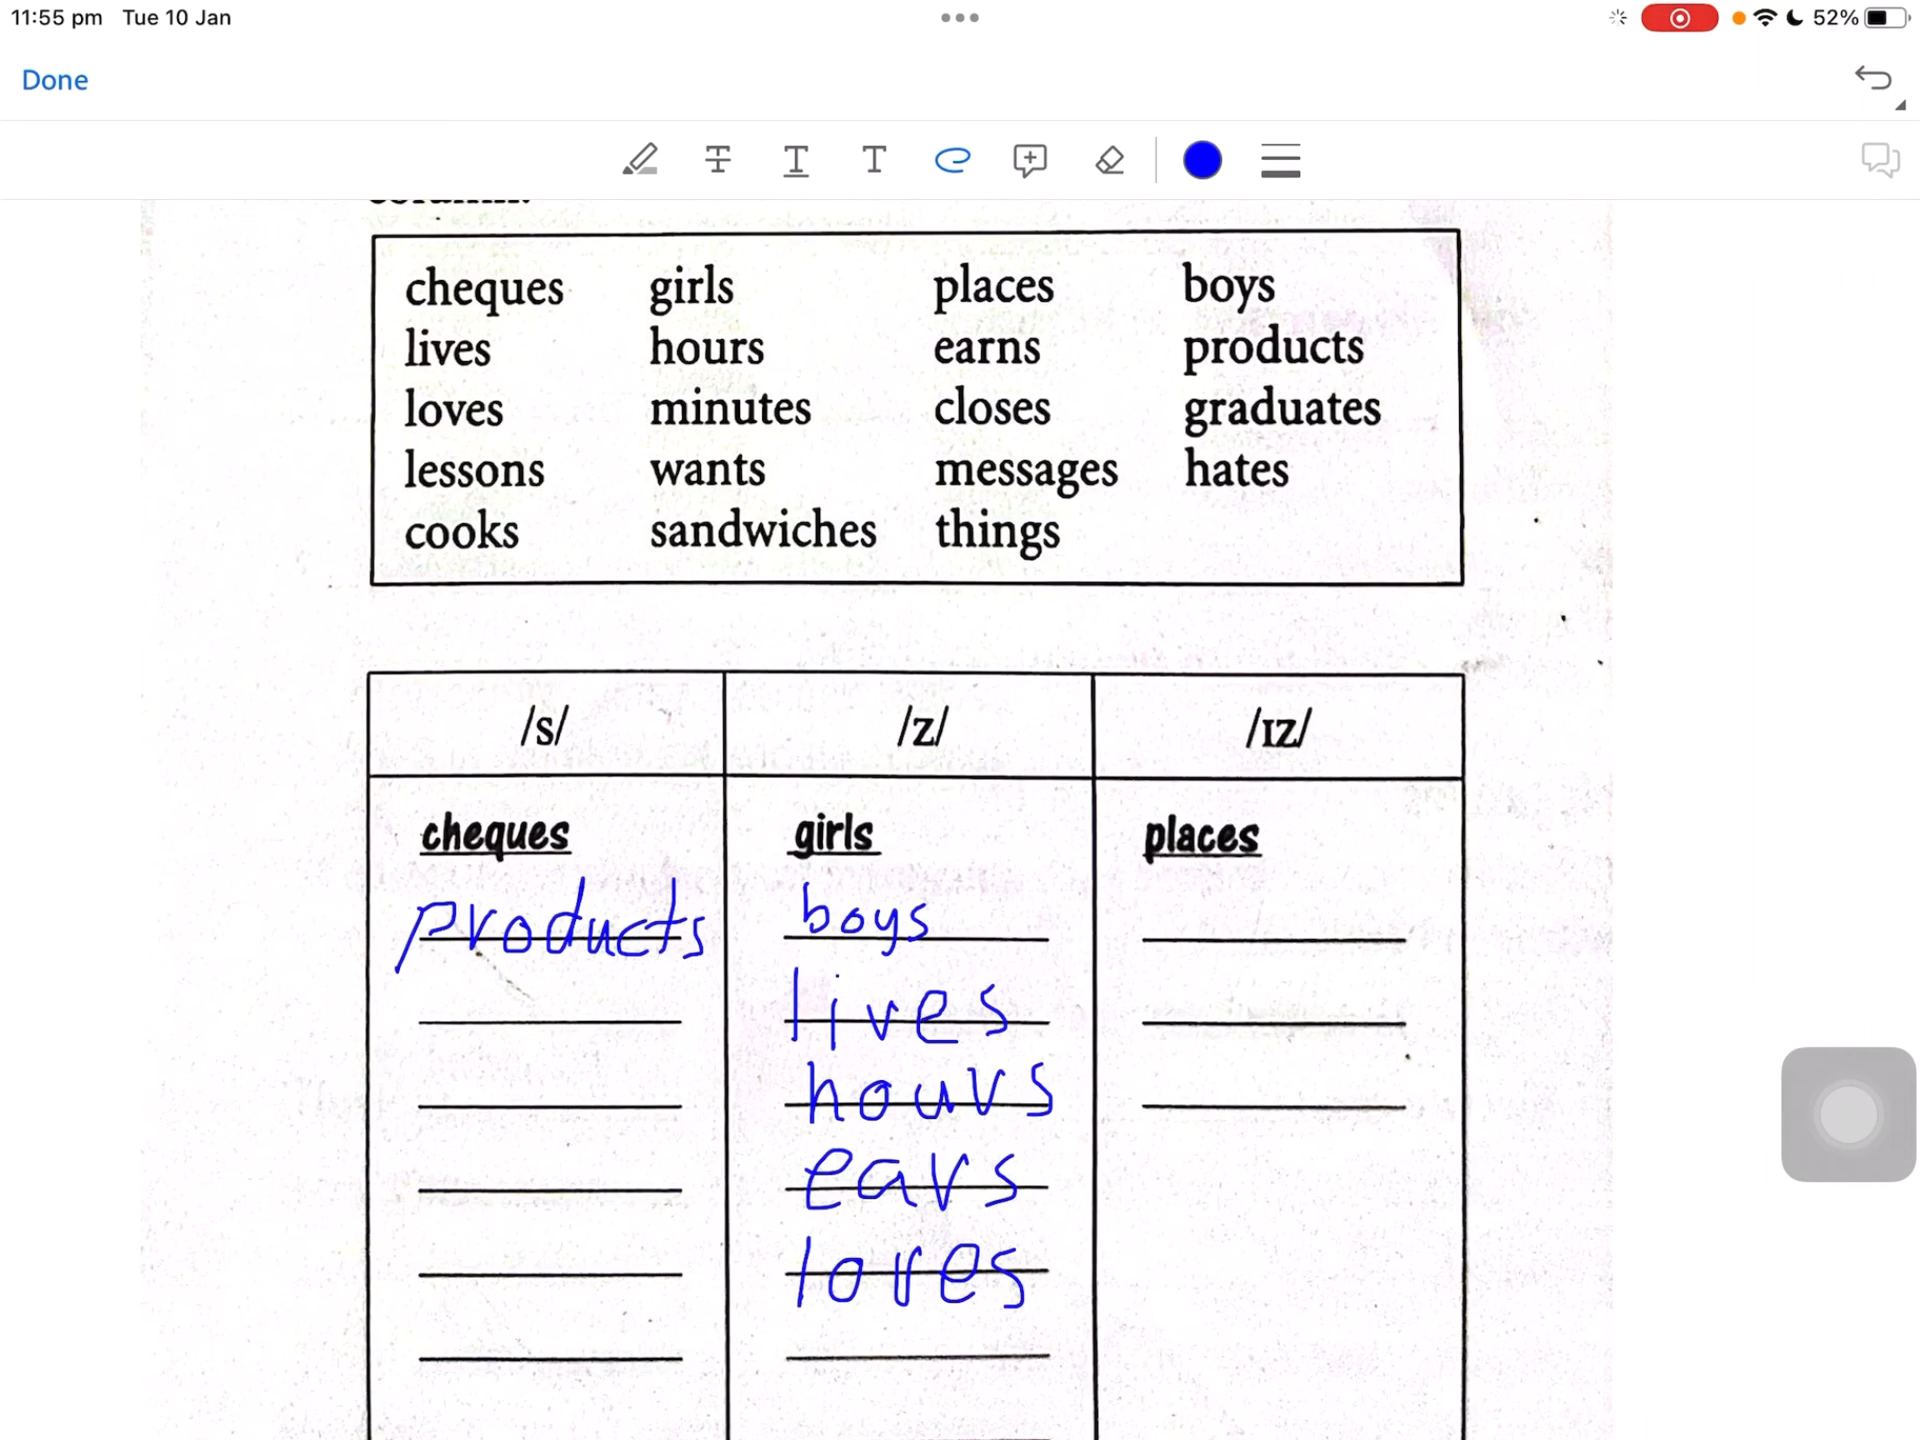 11:55 pm Tue 10 Jan 52%
Done
cheques girls places boys
lives hours earns products
loves minutes closes graduates
lessons wants messages hates
cooks sandwiches things
/s/ /z/ /ɪz/
cheques girls places
products boys
lives
hours
ears
loves